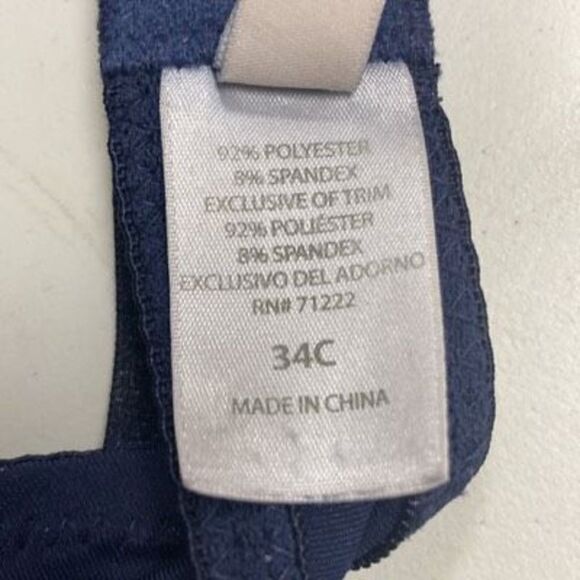 92% POLYESTER
8% SPANDEX
EXCLUSIVE OF TRIM
92% POLIÉSTER
8% SPANDEX
EXCLUSIVO DEL ADORNO
RN# 71222
34C
MADE IN CHINA